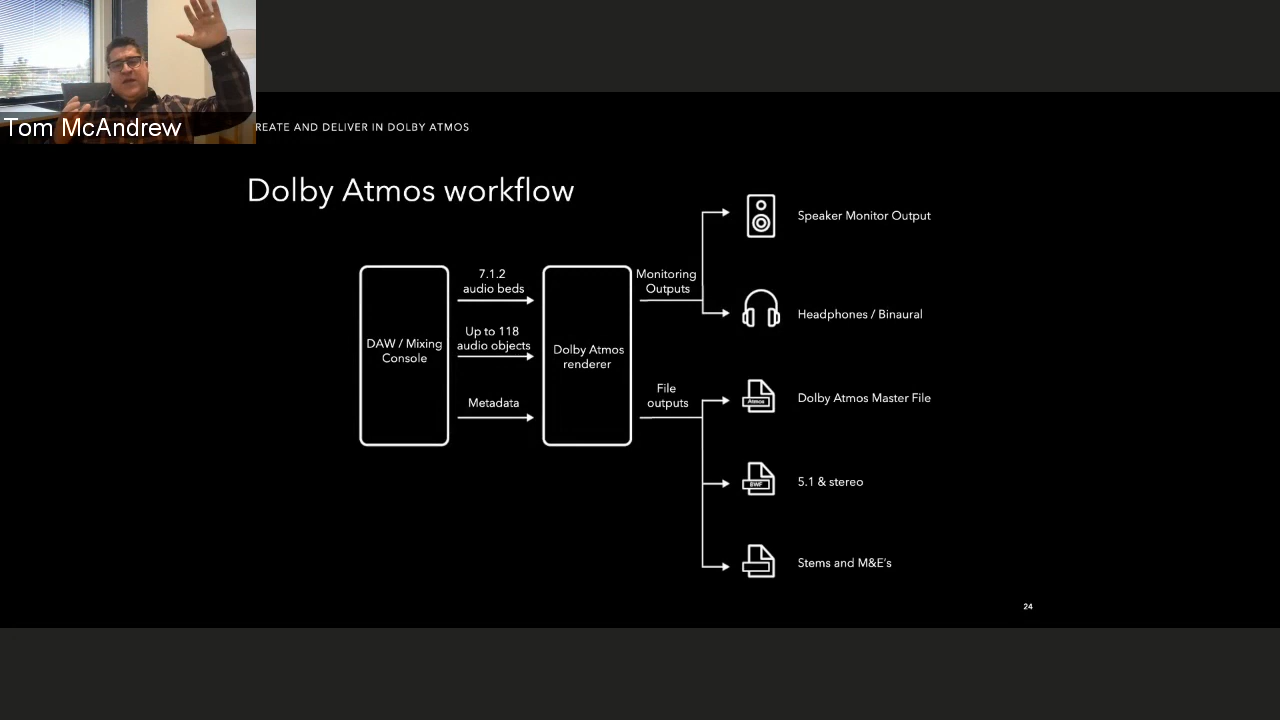 Tom McAndrew
REATE AND DELIVER IN DOLBY ATMOS
Dolby Atmos workflow
DAW / Mixing
Console
7.1.2
audio beds
Up to 118
audio objects
Metadata
Dolby Atmos
renderer
Monitoring
Outputs
File
outputs
Speaker Monitor Output
Headphones / Binaural
Atmos
Dolby Atmos Master File
BWF
5.1 & stereo
Stems and M&E's
24